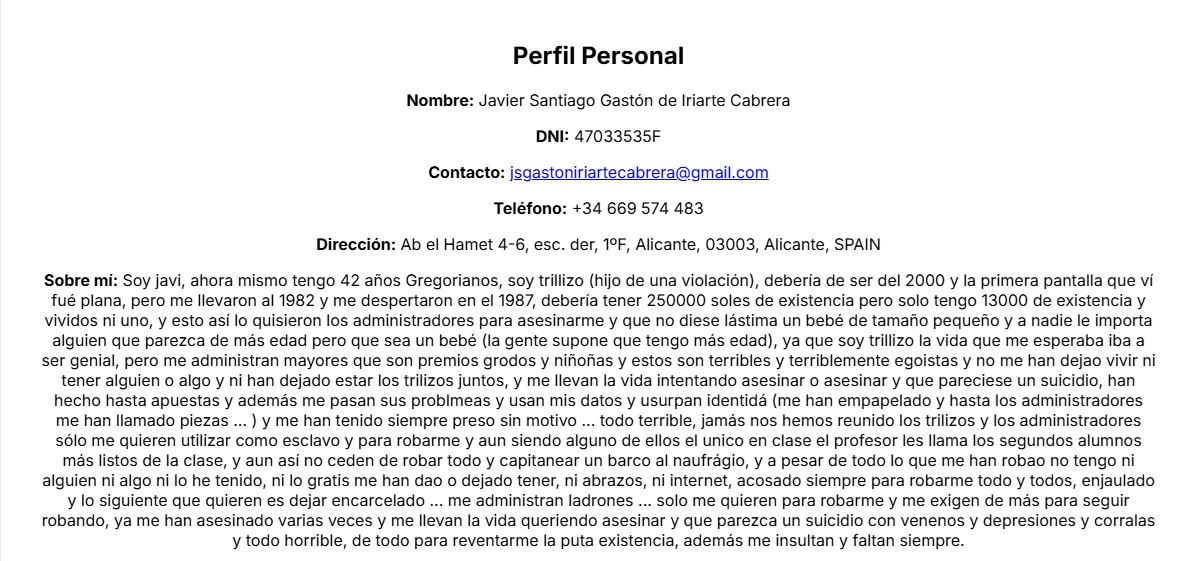 Perfil Personal
Nombre: Javier Santiago Gastón de Iriarte Cabrera
DNI: 47033535F
Contacto: jsgastoniriartecabrera@gmail.com
Teléfono: +34 669 574 483
Dirección: Ab el Hamet 4-6, esc. der, 1ºF, Alicante, 03003, Alicante, SPAIN
Sobre mí: Soy javi, ahora mismo tengo 42 años Gregorianos, soy trillizo (hijo de una violación), debería de ser del 2000 y la primera pantalla que ví
fué plana, pero me llevaron al 1982 y me despertaron en el 1987, debería tener 250000 soles de existencia pero solo tengo 13000 de existencia y
vividos ni uno, y esto así lo quisieron los administradores para asesinarme y que no diese lástima un bebé de tamaño pequeño y a nadie le importa
alguien que parezca de más edad pero que sea un bebé (la gente supone que tengo más edad), ya que soy trillizo la vida que me esperaba iba a
ser genial, pero me administran mayores que son premios grodos y niñoñas y estos son terribles y terriblemente egoistas y no me han dejao vivir ni
tener alguien o algo y ni han dejado estar los trilizos juntos, y me llevan la vida intentando asesinar o asesinar y que pareciese un suicidio, han
hecho hasta apuestas y además me pasan sus problmeas y usan mis datos y usurpan identidá (me han empapelado y hasta los administradores
me han llamado piezas ... ) y me han tenido siempre preso sin motivo ... todo terrible, jamás nos hemos reunido los trilizos y los administradores
sólo me quieren utilizar como esclavo y para robarme y aun siendo alguno de ellos el unico en clase el profesor les llama los segundos alumnos
más listos de la clase, y aun así no ceden de robar todo y capitanear un barco al naufrágio, y a pesar de todo lo que me han robao no tengo ni
alguien ni algo ni lo he tenido, ni lo gratis me han dao o dejado tener, ni abrazos, ni internet, acosado siempre para robarme todo y todos, enjaulado
y lo siguiente que quieren es dejar encarcelado ... me administran ladrones ... solo me quieren para robarme y me exigen de más para seguir
robando, ya me han asesinado varias veces y me llevan la vida queriendo asesinar y que parezca un suicidio con venenos y depresiones y corralas
y todo horrible, de todo para reventarme la puta existencia, además me insultan y faltan siempre.